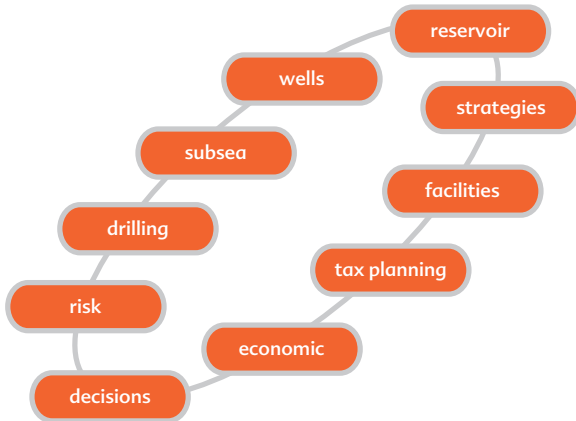 reservoir
wells
strategies
subsea
facilities
drilling
tax planning
risk
economic
decisions